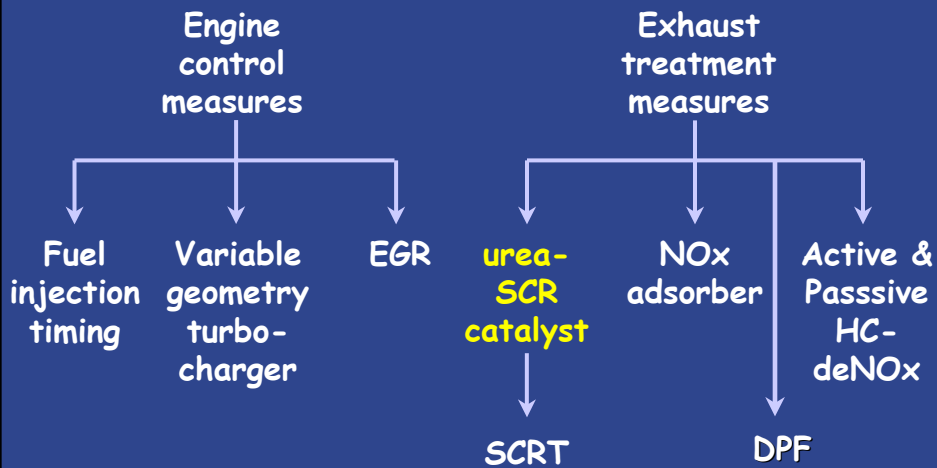 Engine
control
measures
Exhaust
treatment
measures
Fuel
injection
timing
Variable
geometry
turbo-
charger
EGR
urea-
SCR
catalyst
NOx
adsorber
Active &
Passsive
HC-
deNOx
SCRT
DPF